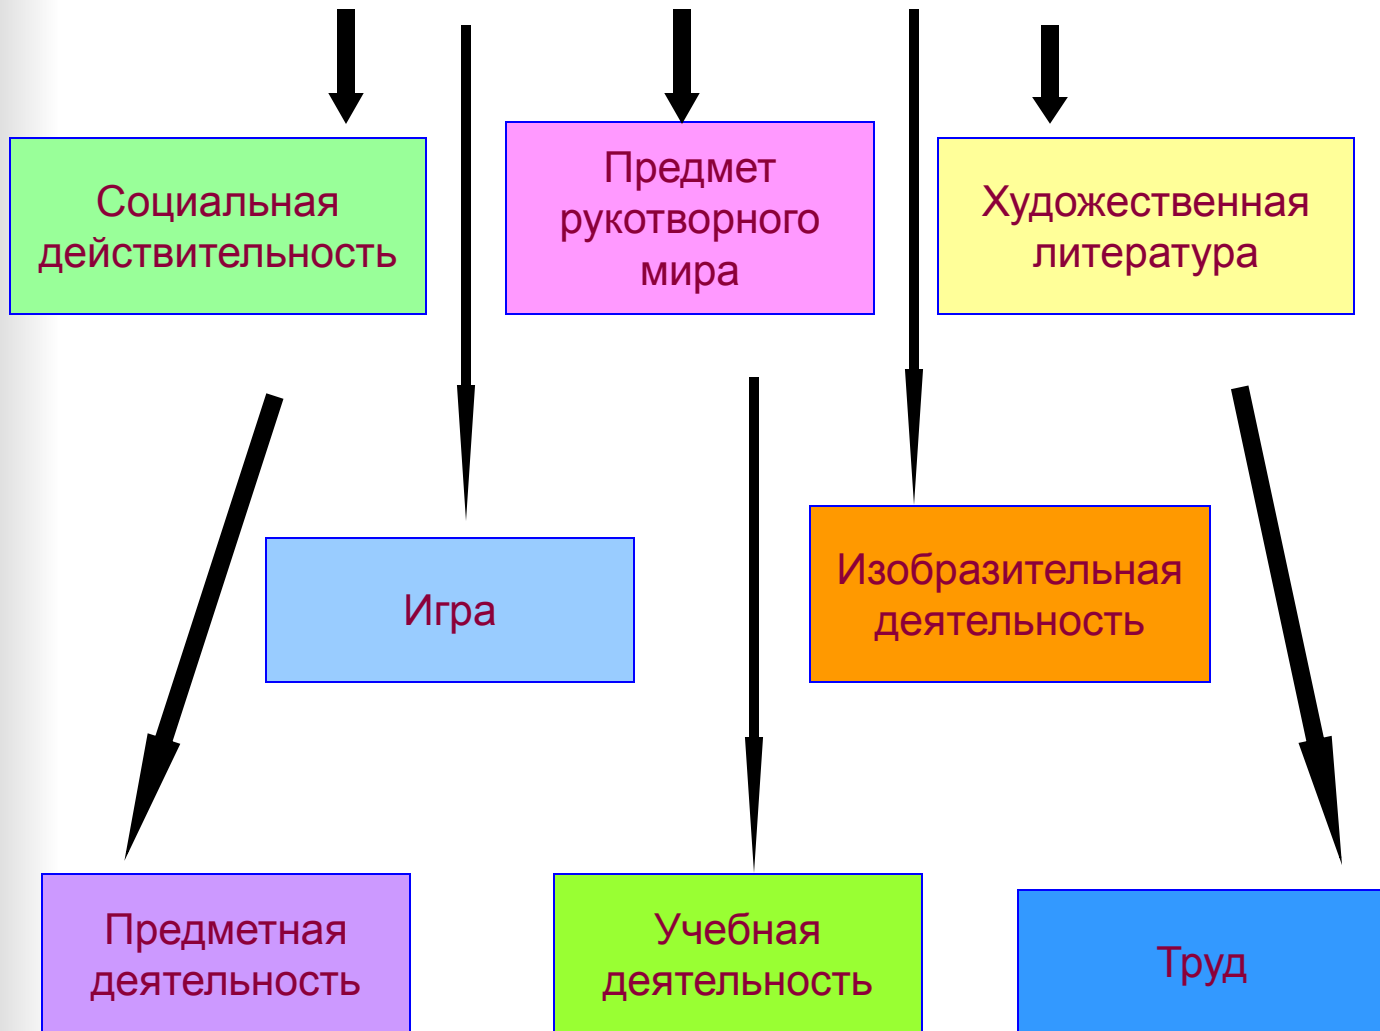 Социальная
действительность
Предмет
рукотворного
мира
Художественная
литература
Игра
Изобразительная
деятельность
Предметная
деятельность
Учебная
деятельность
Труд